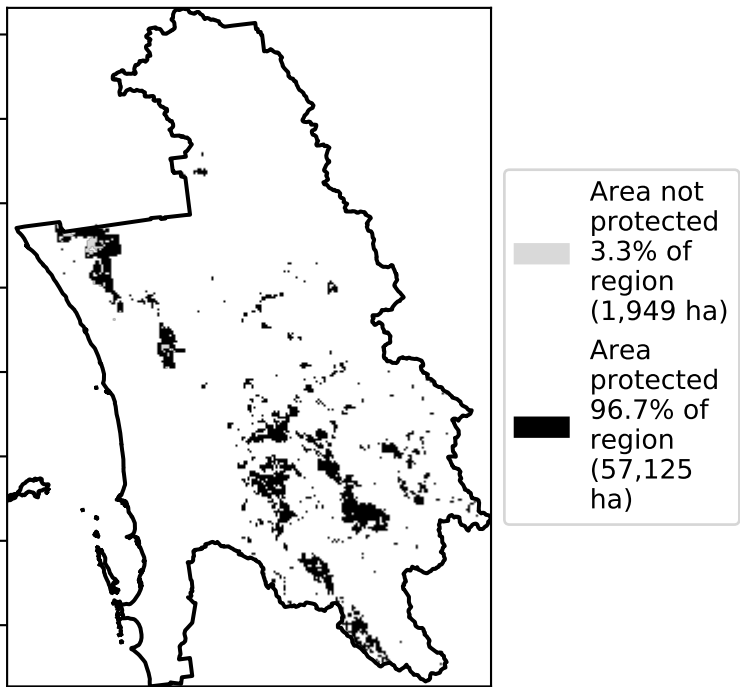 Area not
protected
3.3% of
region
(1,949 ha)
Area
protected
96.7% of
region
(57,125
ha)